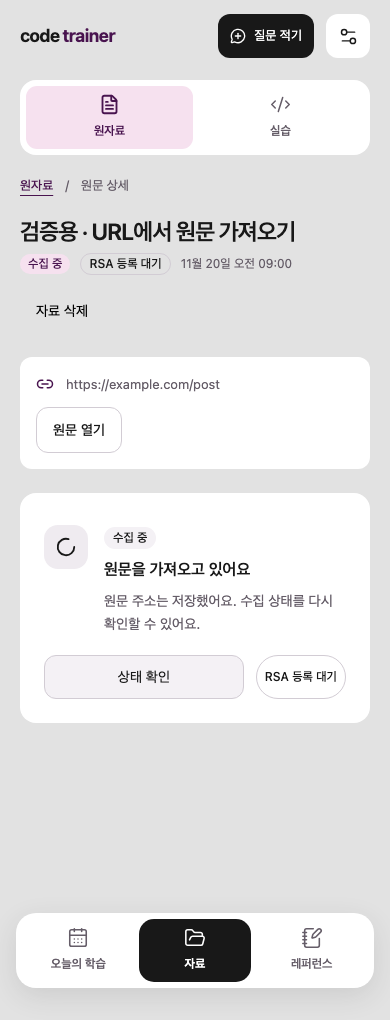 code trainer
질문 적기
원자료
실습
원자료 / 원문 상세
검증용 · URL에서 원문 가져오기
수집 중 RSA 등록 대기 11월 20일 오전 09:00
자료 삭제
https://example.com/post
원문 열기
수집 중
원문을 가져오고 있어요
원문 주소는 저장했어요. 수집 상태를 다시
확인할 수 있어요.
상태 확인
RSA 등록 대기
오늘의 학습
자료
레퍼런스